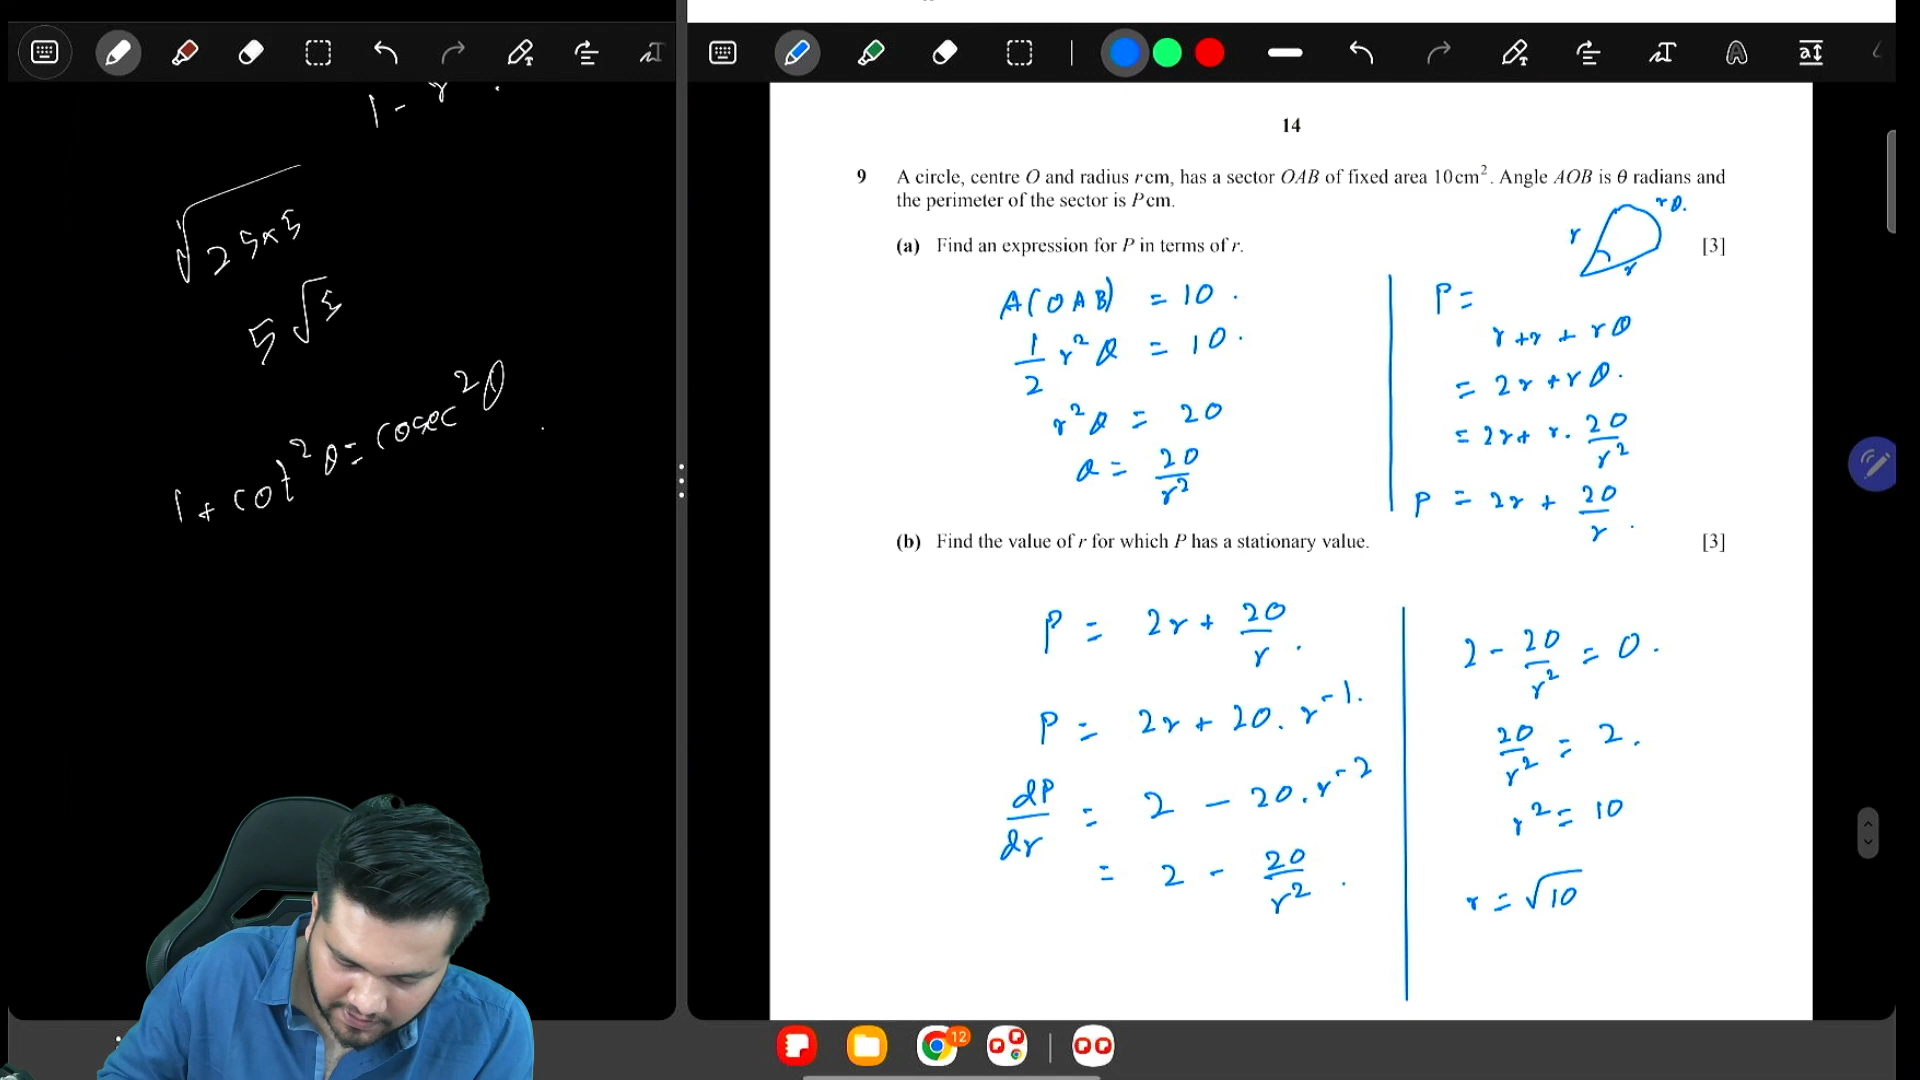 1 - r
√25×5
5√5
1 + cot²θ = cosec²θ
14
9 A circle, centre O and radius r cm, has a sector OAB of fixed area 10 cm². Angle AOB is θ radians and
the perimeter of the sector is P cm.
(a) Find an expression for P in terms of r. [3]
r rθ.
r
A(OAB) = 10.
1/2 r²θ = 10.
r²θ = 20
θ = 20/r²
P =
r + r + rθ
= 2r + rθ.
= 2r + r. 20/r²
P = 2r + 20/r.
(b) Find the value of r for which P has a stationary value. [3]
P = 2r + 20/r.
P = 2r + 20. r⁻¹.
dP/dr = 2 - 20. r⁻²
= 2 - 20/r².
2 - 20/r² = 0.
20/r² = 2.
r² = 10
r = √10
12